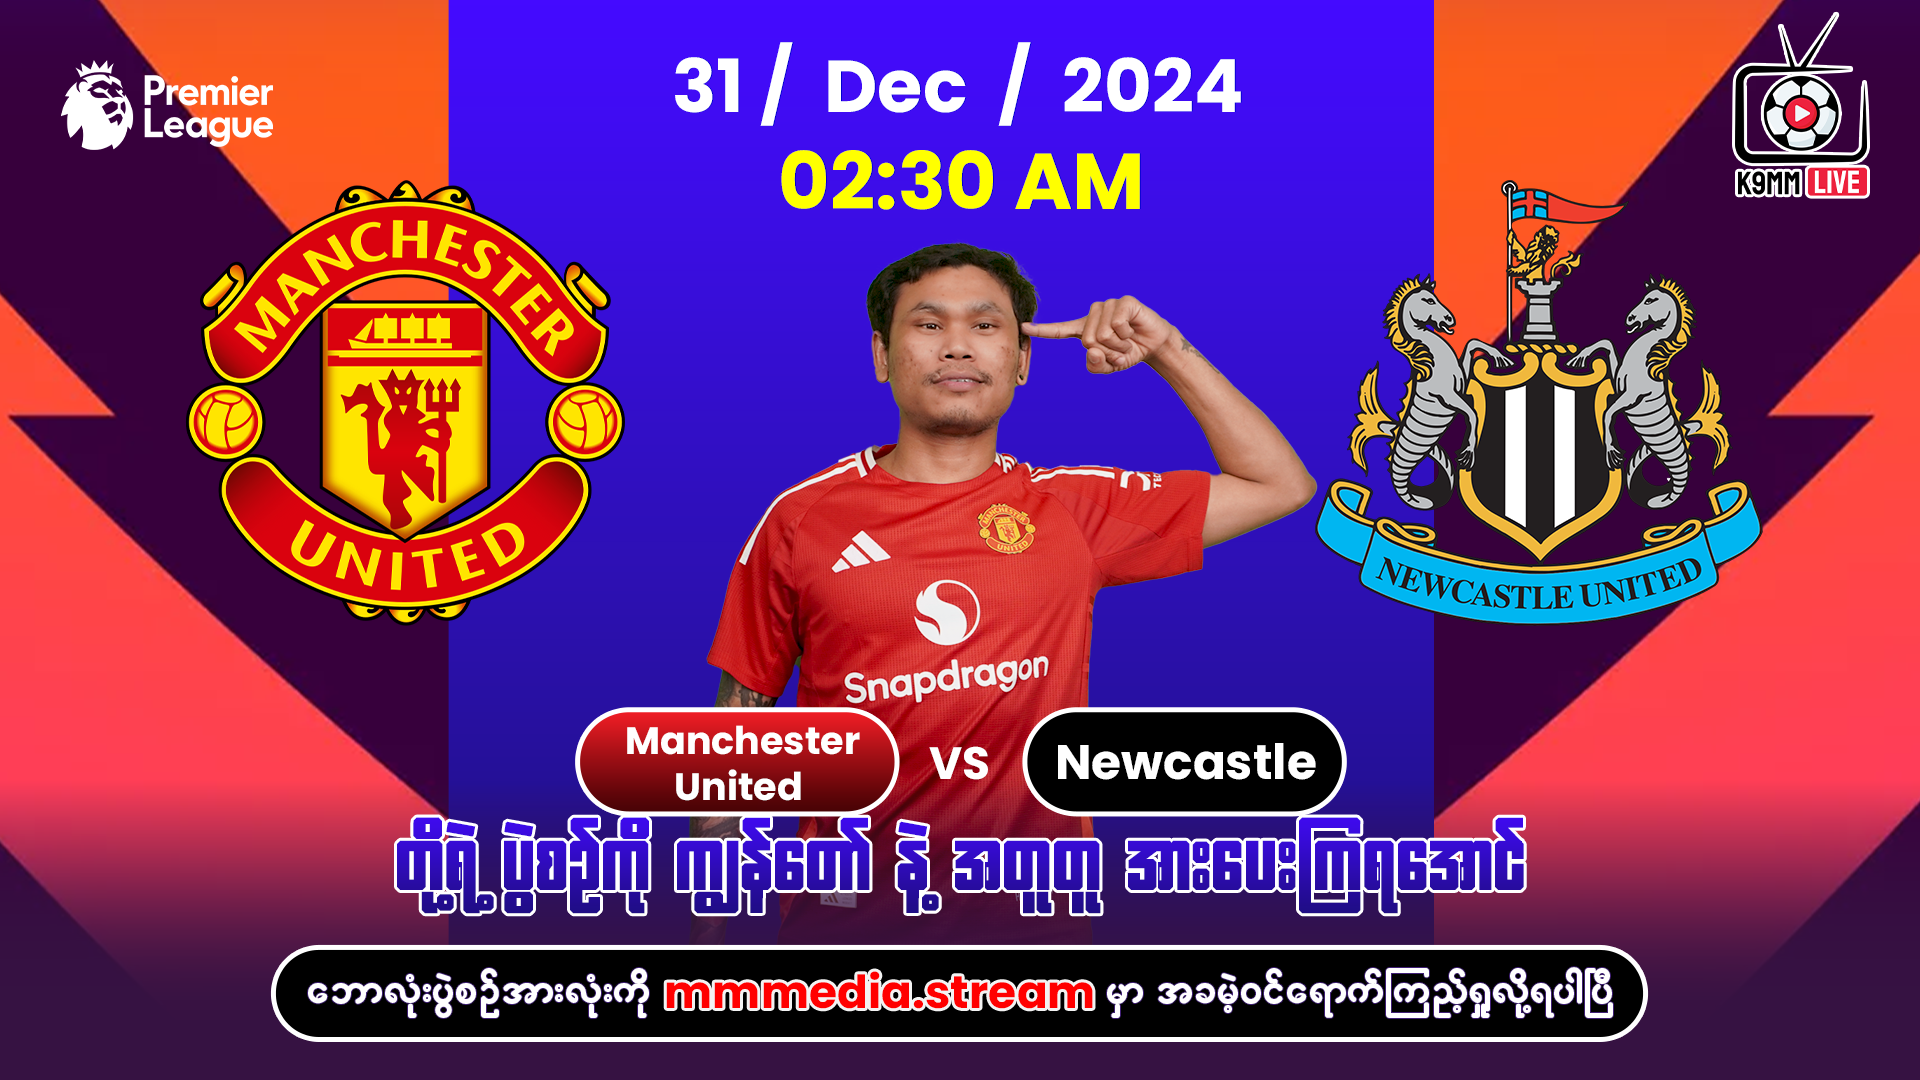 Premier
League
31 / Dec / 2024
02:30 AM
K9MM LIVE
MANCHESTER
UNITED
NEWCASTLE UNITED
MANCHESTER
UNITED
Snapdragon
Manchester
United
VS
Newcastle
တို့ရဲ့ ပွဲစဉ်ကို ကျွန်တော် နဲ့ အတူတူ အားပေးကြရအောင်
ဘောလုံးပွဲစဉ်အားလုံးကို mmmedia.stream မှာ အခမဲ့ဝင်ရောက်ကြည့်ရှုလို့ရပါပြီ